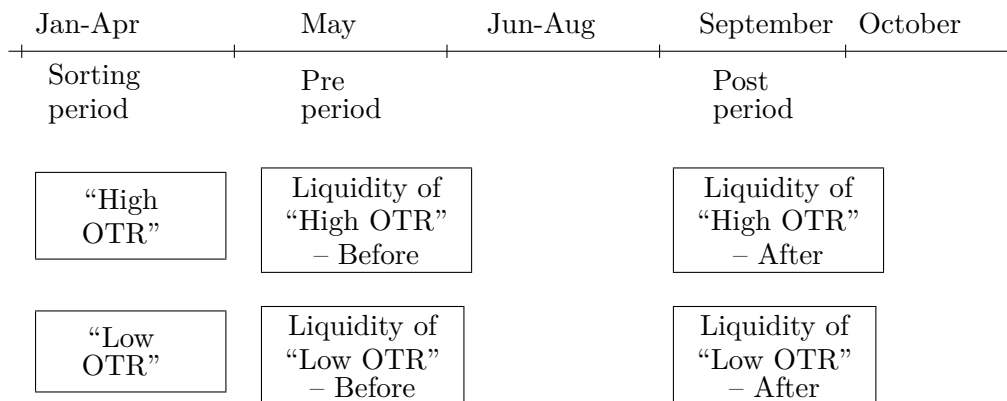 Jan-Apr May Jun-Aug September October
Sorting period
Pre period
Post period
“High OTR”
Liquidity of “High OTR” – Before
Liquidity of “High OTR” – After
“Low OTR”
Liquidity of “Low OTR” – Before
Liquidity of “Low OTR” – After